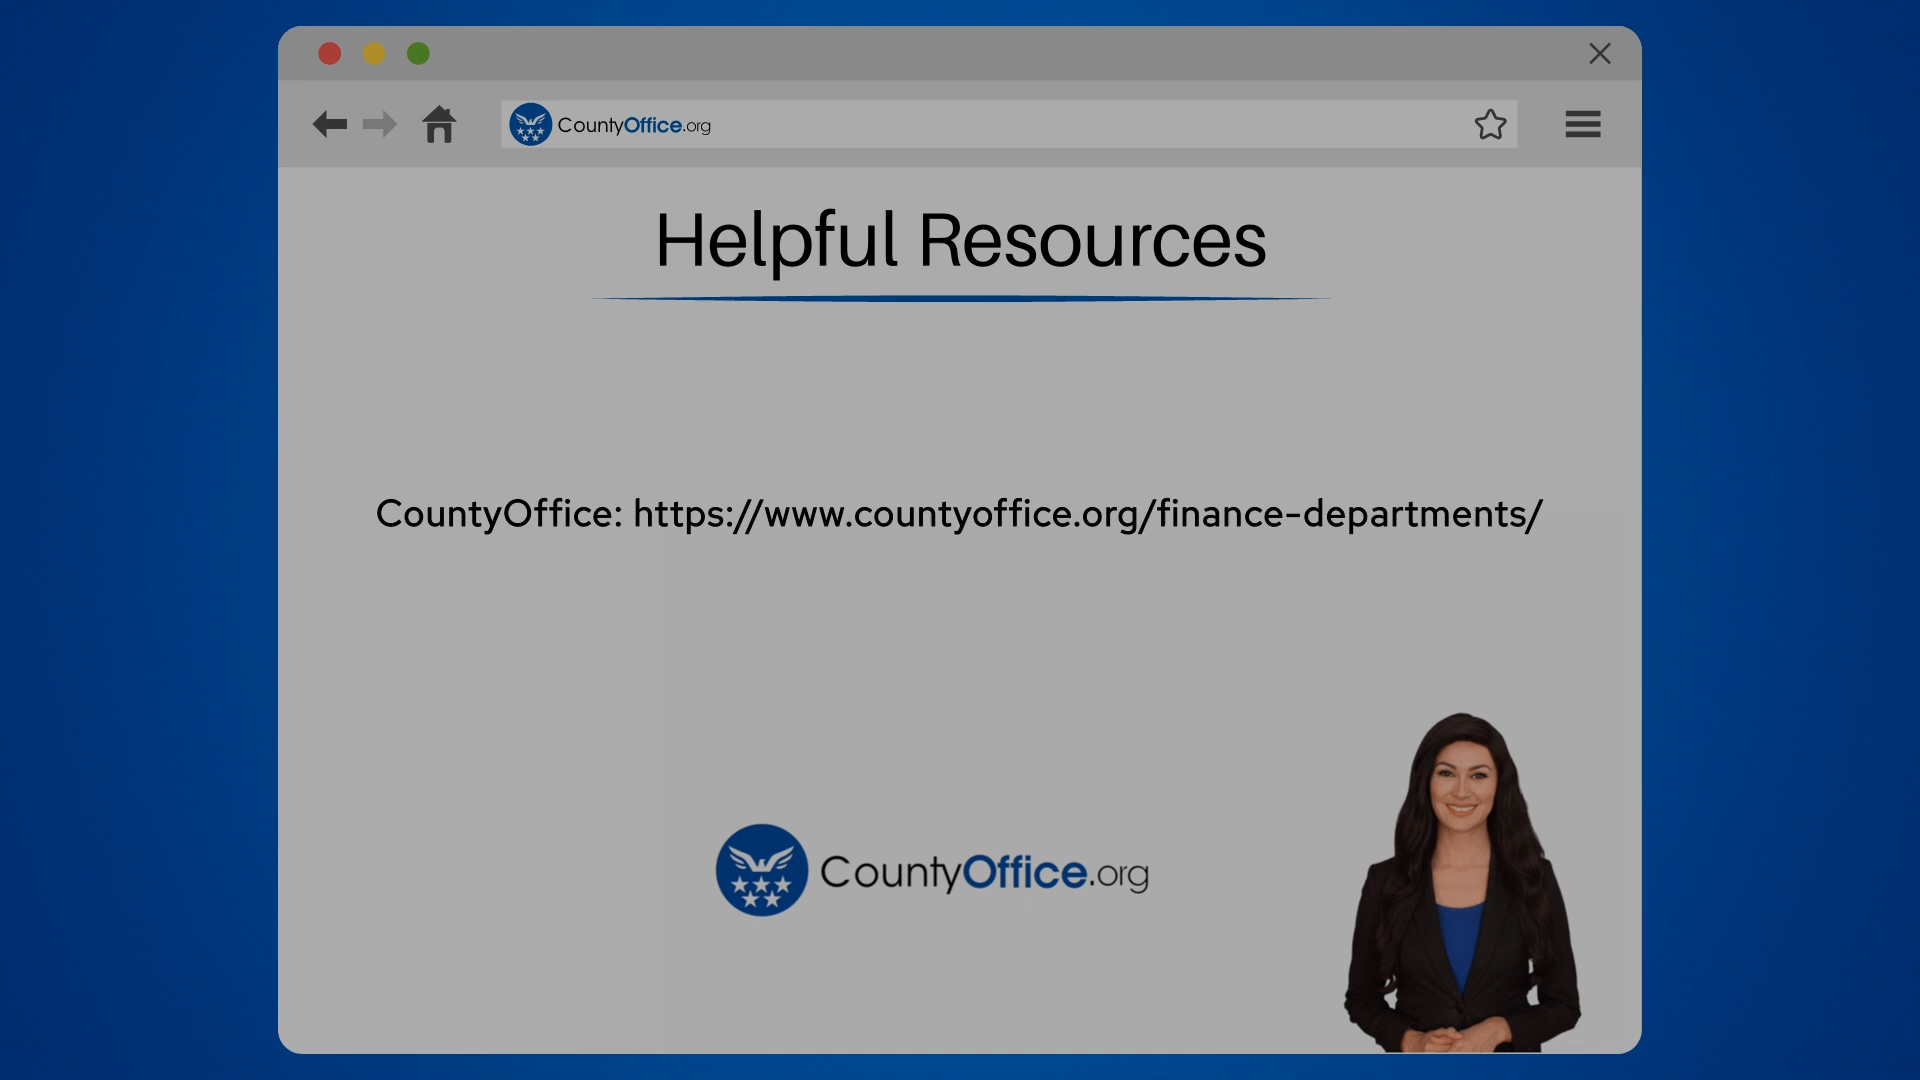 CountyOffice.org
Helpful Resources
CountyOffice: https://www.countyoffice.org/finance-departments/
CountyOffice.org